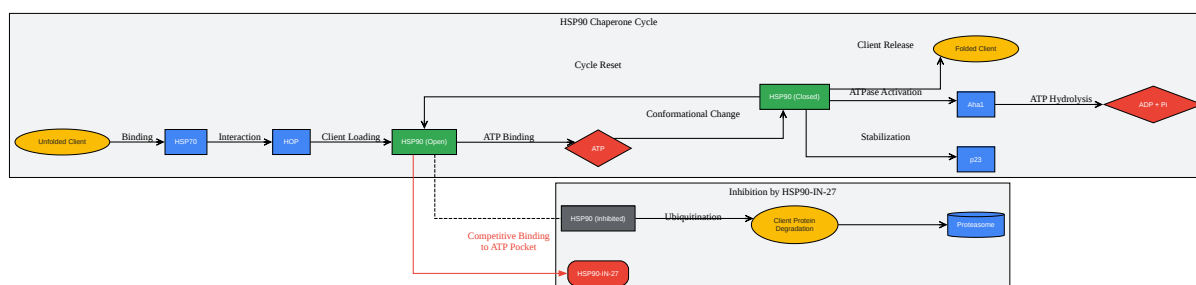 HSP90 Chaperone Cycle
Client Release
Folded Client
Cycle Reset
HSP90 (Closed)
ATPase Activation
Aha1
ATP Hydrolysis
ADP + Pi
Conformational Change
Unfolded Client
Binding
HSP70
Interaction
HOP
Client Loading
HSP90 (Open)
ATP Binding
ATP
Stabilization
p23
Inhibition by HSP90-IN-27
HSP90 (Inhibited)
Ubiquitination
Client Protein
Degradation
Proteasome
Competitive Binding
to ATP Pocket
HSP90-IN-27